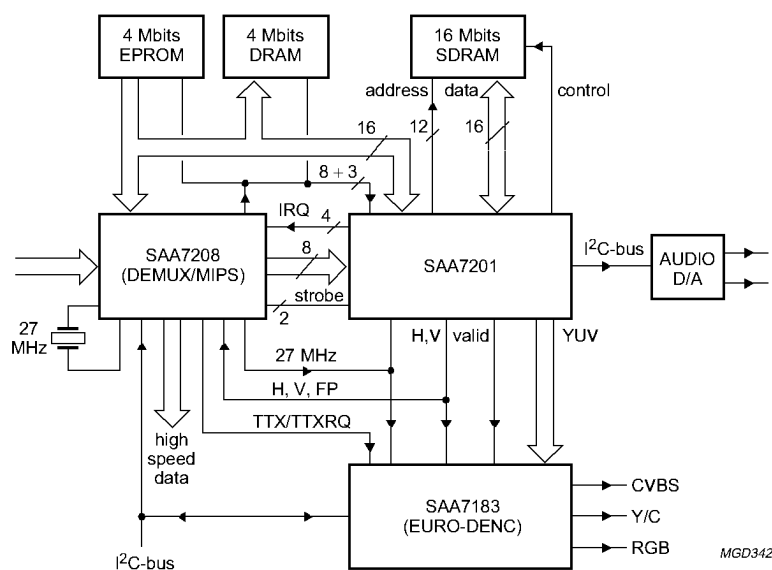 4 Mbits
EPROM
4 Mbits
DRAM
16 Mbits
SDRAM
address
data
control
16
12
16
8 + 3
IRQ
4
SAA7208
(DEMUX/MIPS)
8
SAA7201
I²C-bus
AUDIO
D/A
strobe
2
27
MHz
H,V
valid
YUV
27 MHz
H, V, FP
TTX/TTXRQ
high
speed
data
SAA7183
(EURO-DENC)
CVBS
Y/C
RGB
I²C-bus
MGD342